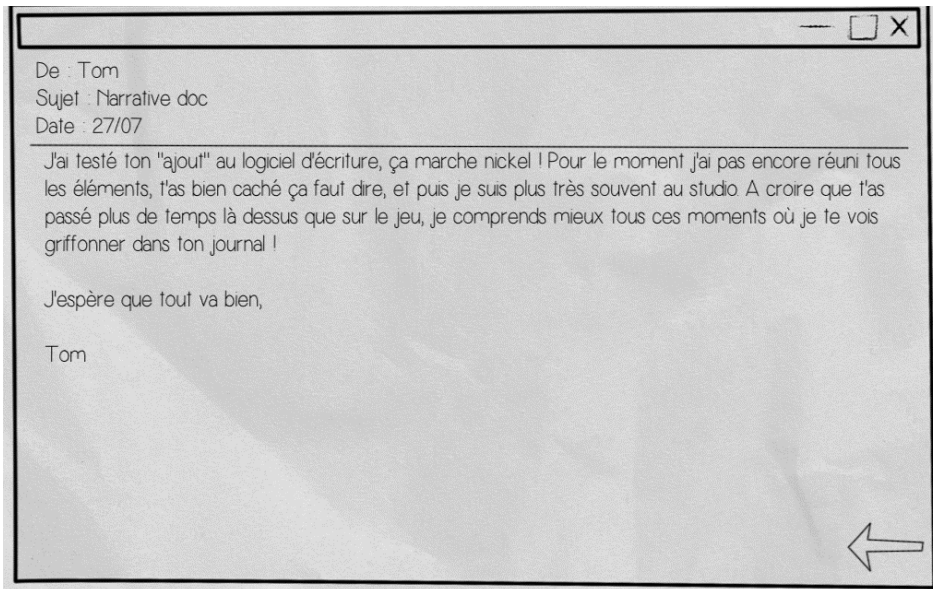 De : Tom
Sujet : Narrative doc
Date : 27/07
J'ai testé ton "ajout" au logiciel d'écriture, ça marche nickel ! Pour le moment j'ai pas encore réuni tous
les éléments, t'as bien caché ça faut dire, et puis je suis plus très souvent au studio. A croire que t'as
passé plus de temps là dessus que sur le jeu, je comprends mieux tous ces moments où je te vois
griffonner dans ton journal !
J'espère que tout va bien,
Tom